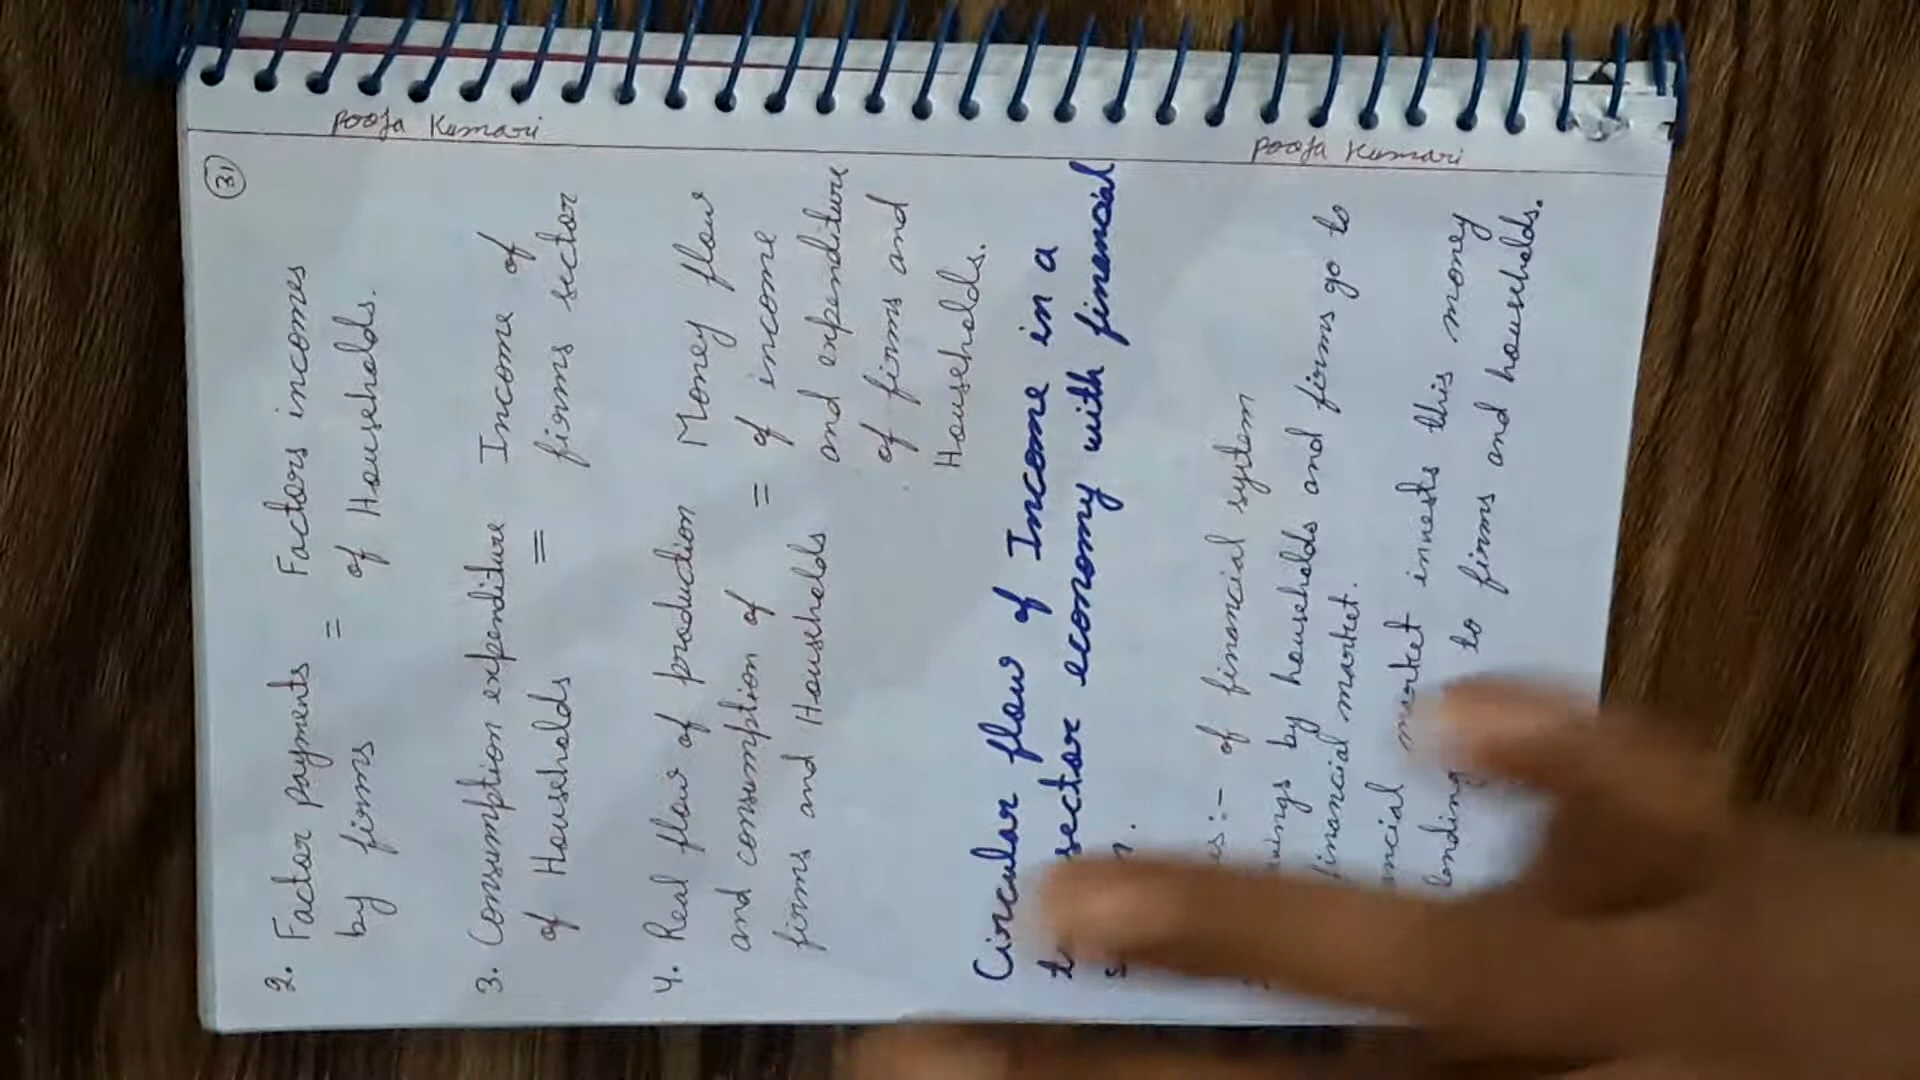 Pooja Kumari
Pooja Kumari
31
2. Factor payments = Factors incomes
by firms of Households.
3. Consumption expenditure = Income of
of Households firms sector
4. Real flow of production Money flow
and consumption of = of income
firms and Households and expenditure
of firms and
Households.
Circular flow of Income in a
sector economy with financial
of financial system
by households and firms go to
financial market.
market invests this money
to firms and households.